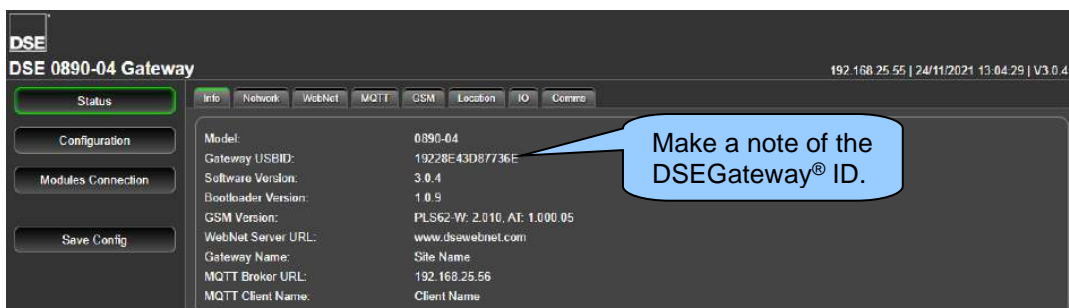 DSE
DSE 0890-04 Gateway
192.168.25.55 | 24/11/2021 13:04:29 | V3.0.4
Status
Configuration
Modules Connection
Save Config
Info Network WebNet MQTT GSM Location IO Comms
Model: 0890-04
Gateway USBID: 19228E43D87736E
Software Version: 3.0.4
Bootloader Version: 1.0.9
GSM Version: PLS62-W: 2.010, AT: 1.000.05
WebNet Server URL: www.dsewebnet.com
Gateway Name: Site Name
MQTT Broker URL: 192.168.25.56
MQTT Client Name: Client Name
Make a note of the
DSEGateway® ID.